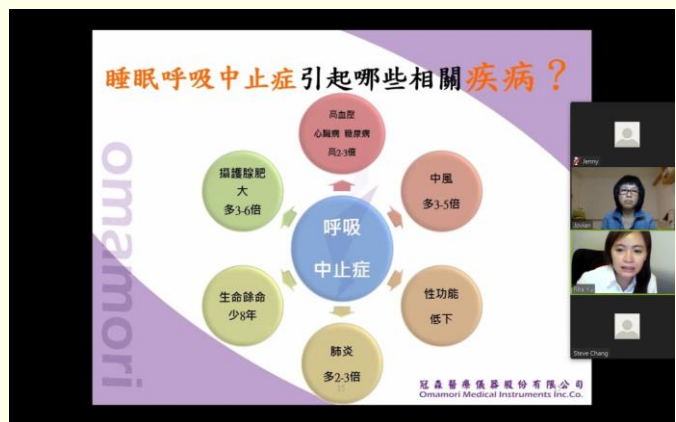 睡眠呼吸中止症引起哪些相關疾病？
高血壓
心臟病 糖尿病
高2-3倍
中風
多3-5倍
性功能
低下
肺炎
多2-3倍
生命餘命
少8年
攝護腺肥
大
多3-6倍
呼吸
中止症
omamori
冠森醫療儀器股份有限公司
Omamori Medical Instruments Inc.Co.
Jenny
Steve Chang